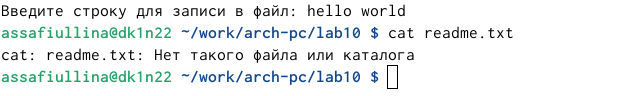 Введите строку для записи в файл: hello world
assafiullina@dk1n22 ~/work/arch-pc/lab10 $ cat readme.txt
cat: readme.txt: Нет такого файла или каталога
assafiullina@dk1n22 ~/work/arch-pc/lab10 $